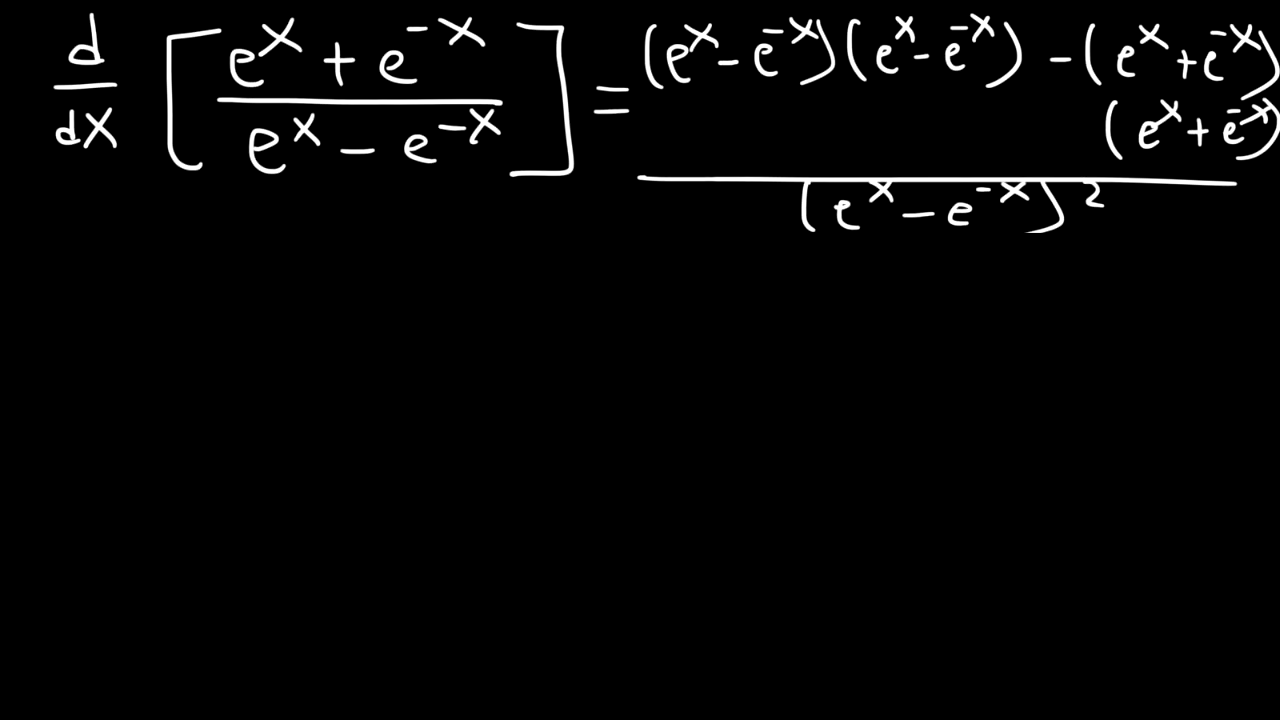 d/dx [ (e^x + e^-x) / (e^x - e^-x) ] = ( (e^x - e^-x)(e^x - e^-x) - (e^x + e^-x)
(e^x + e^-x) ) / (e^x - e^-x)^2